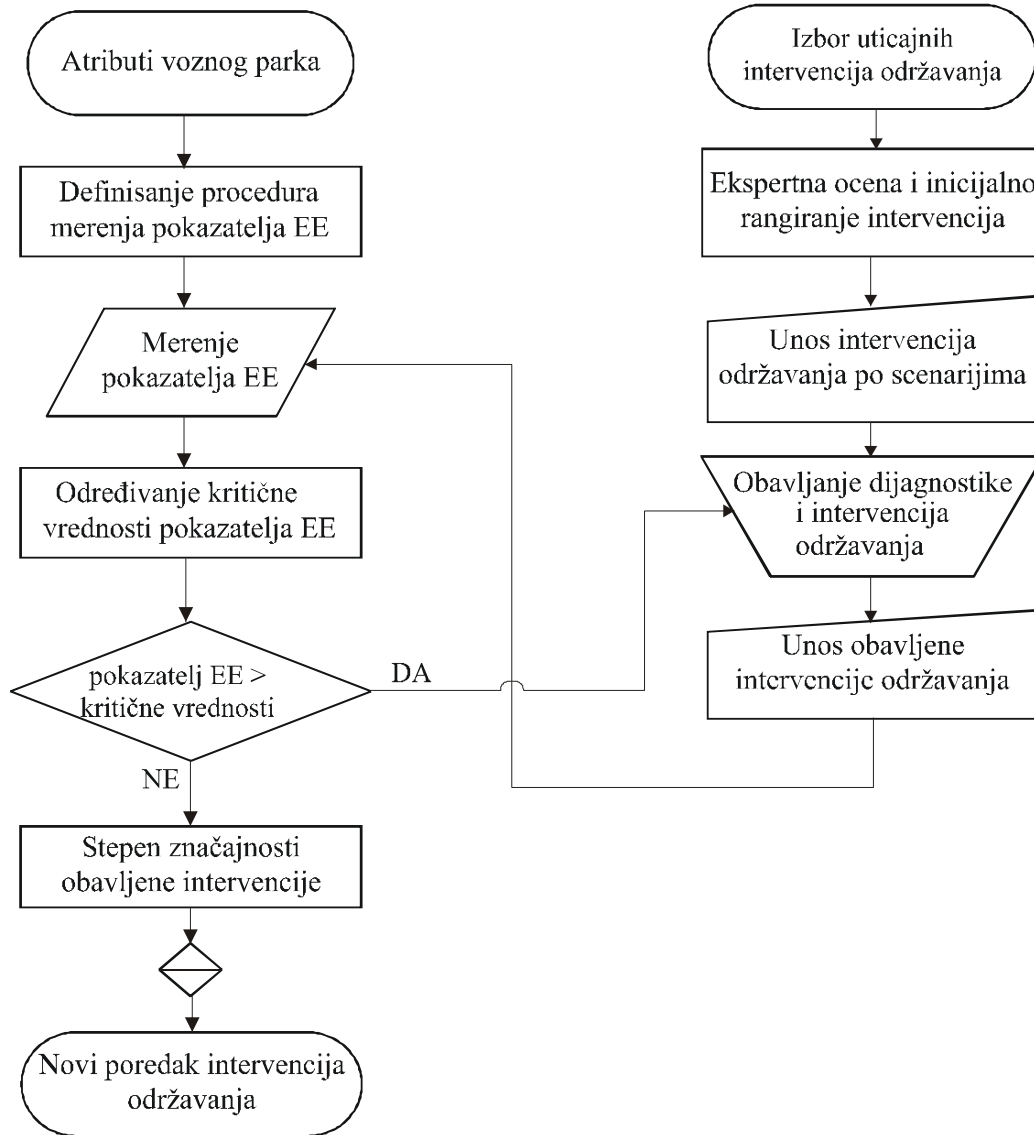 Atributi voznog parka
Definisanje procedura
merenja pokazatelja EE
Merenje
pokazatelja EE
Određivanje kritične
vrednosti pokazatelja EE
pokazatelj EE >
kritične vrednosti
DA
NE
Stepen značajnosti
obavljene intervencije
Novi poredak intervencija
održavanja
Izbor uticajnih
intervencija održavanja
Ekspertna ocena i inicijalno
rangiranje intervencija
Unos intervencija
održavanja po scenarijima
Obavljanje dijagnostike
i intervencija
održavanja
Unos obavljene
intervencije održavanja